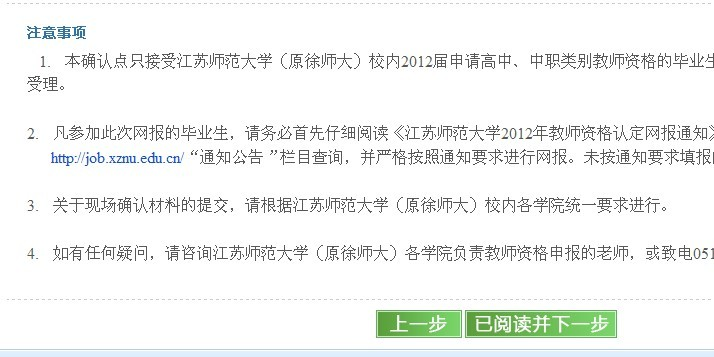 注意事项
1. 本确认点只接受江苏师范大学（原徐师大）校内2012届申请高中、中职类别教师资格的毕业生
受理。
2. 凡参加此次网报的毕业生，请务必首先仔细阅读《江苏师范大学2012年教师资格认定网报通知》
http://job.xznu.edu.cn/ “通知公告 ”栏目查询，并严格按照通知要求进行网报。未按通知要求填报的
3. 关于现场确认材料的提交，请根据江苏师范大学（原徐师大）校内各学院统一要求进行。
4. 如有任何疑问，请咨询江苏师范大学（原徐师大）各学院负责教师资格申报的老师，或致电051
上一步 已阅读并下一步